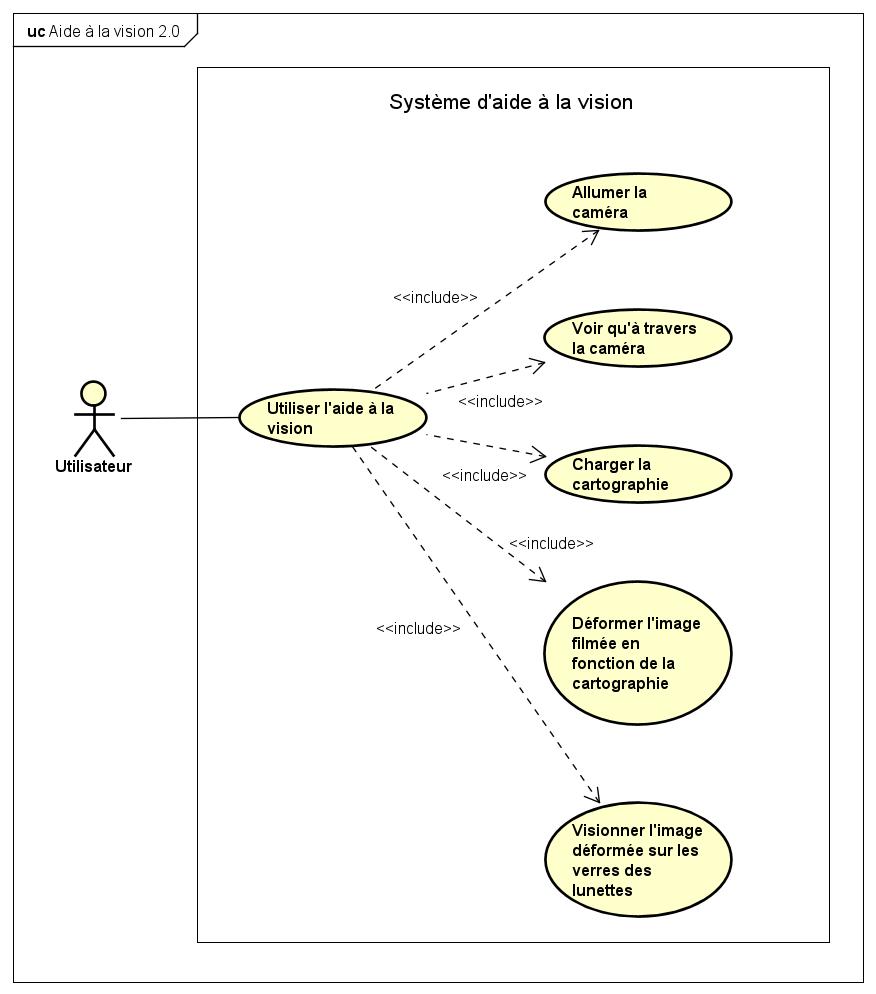 uc Aide à la vision 2.0
Système d'aide à la vision
Allumer la
caméra
<<include>>
Voir qu'à travers
la caméra
<<include>>
Utiliser l'aide à la
vision
Utilisateur
Charger la
cartographie
<<include>>
<<include>>
Déformer l'image
filmée en
fonction de la
cartographie
<<include>>
Visionner l'image
déformée sur les
verres des
lunettes